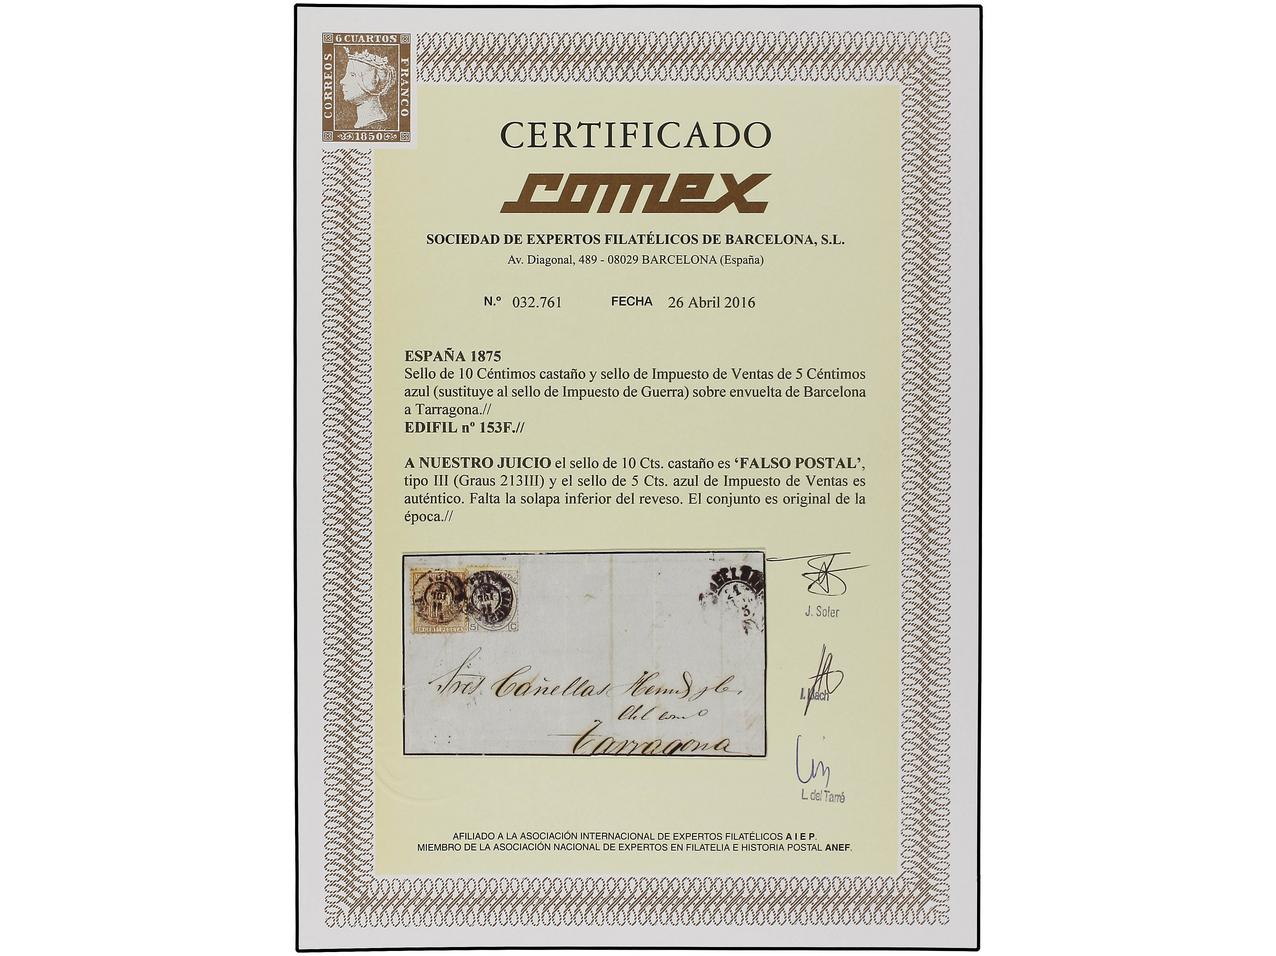 6 CUARTOS
CORREOS
FRANCO
1850
CERTIFICADO
comex
SOCIEDAD DE EXPERTOS FILATÉLICOS DE BARCELONA, S.L.
Av. Diagonal, 489 - 08029 BARCELONA (España)
N.º 032.761 FECHA 26 Abril 2016
ESPAÑA 1875
Sello de 10 Céntimos castaño y sello de Impuesto de Ventas de 5 Céntimos
azul (sustituye al sello de Impuesto de Guerra) sobre envuelta de Barcelona
a Tarragona.//
EDIFIL nº 153F.//
A NUESTRO JUICIO el sello de 10 Cts. castaño es ‘FALSO POSTAL’,
tipo III (Graus 213III) y el sello de 5 Cts. azul de Impuesto de Ventas es
auténtico. Falta la solapa inferior del reveso. El conjunto es original de la
época.//
5 C
21
Sres. Cañellas
Tarragona
J. Soler
L. del Tarré
AFILIADO A LA ASOCIACIÓN INTERNACIONAL DE EXPERTOS FILATÉLICOS A I E P.
MIEMBRO DE LA ASOCIACIÓN NACIONAL DE EXPERTOS EN FILATELIA E HISTORIA POSTAL ANEF.